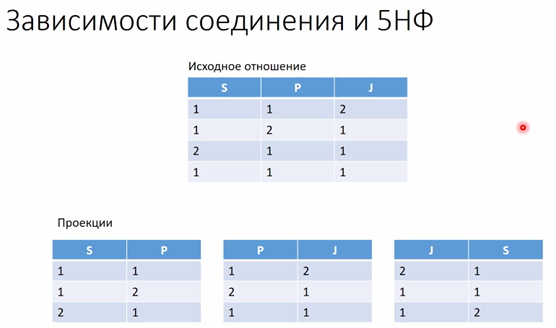 Зависимости соединения и 5НФ
Исходное отношение
S P J
1 1 2
1 2 1
2 1 1
1 1 1
Проекции
S P P J J S
1 1 1 2 2 1
1 2 2 1 1 1
2 1 1 1 1 2